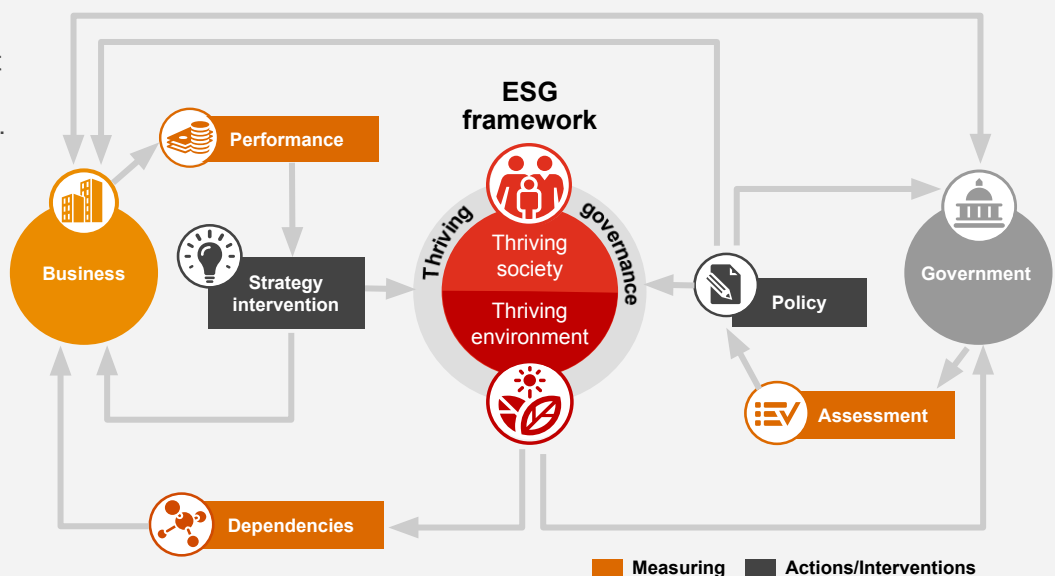 ESG
framework
Performance
Thriving
governance
Business
Strategy
intervention
Thriving
society
Thriving
environment
Policy
Government
Assessment
Dependencies
Measuring
Actions/Interventions